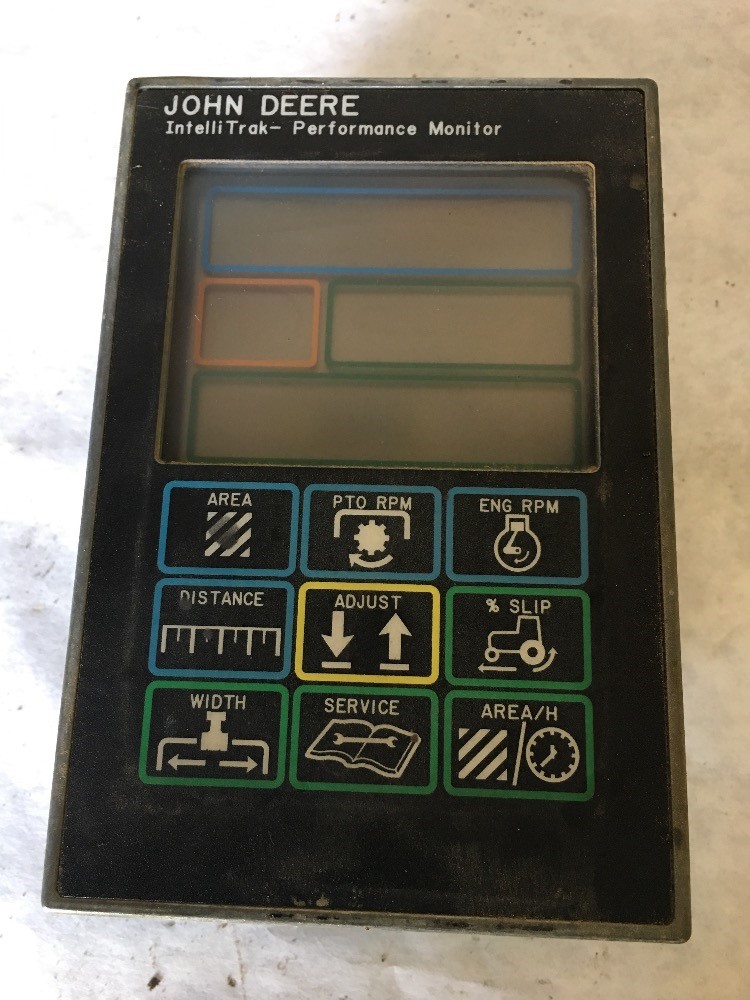 JOHN DEERE
IntelliTrak- Performance Monitor
AREA PTO RPM ENG RPM
DISTANCE ADJUST % SLIP
WIDTH SERVICE AREA/H